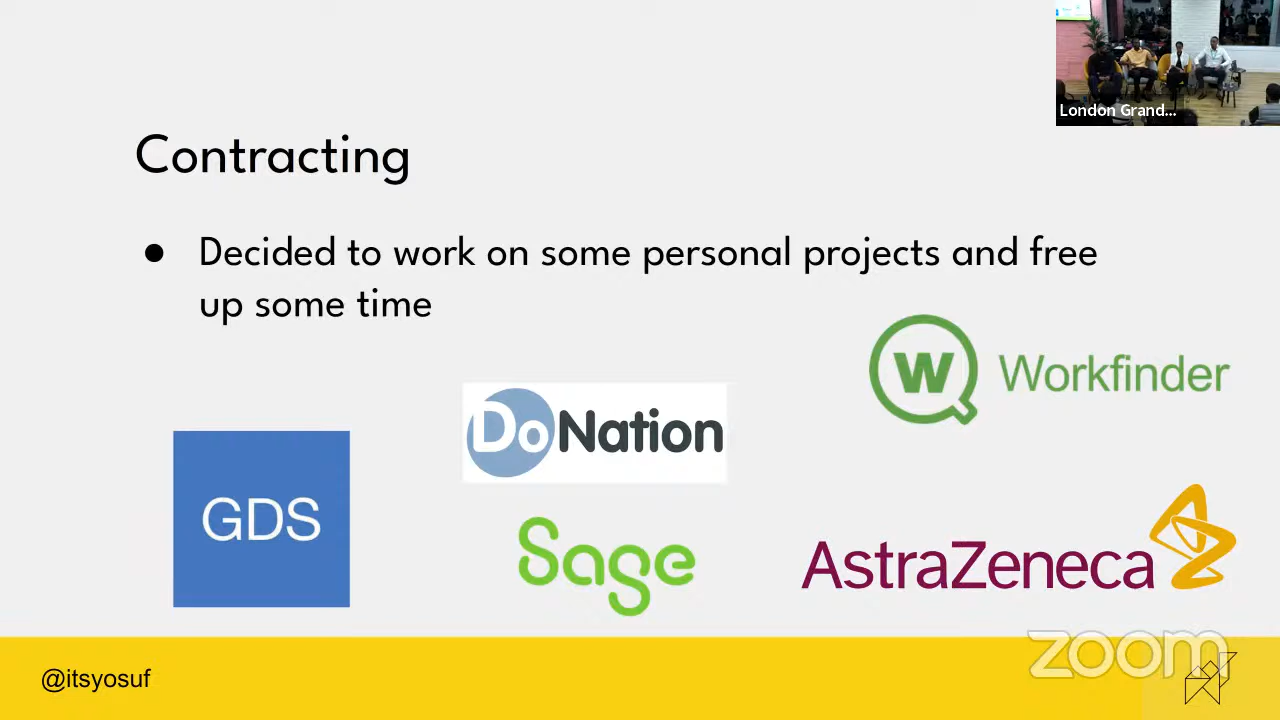 London Grand...
Contracting
● Decided to work on some personal projects and free
up some time
W Workfinder
DoNation
GDS
Sage
AstraZeneca
zoom
@itsyosuf